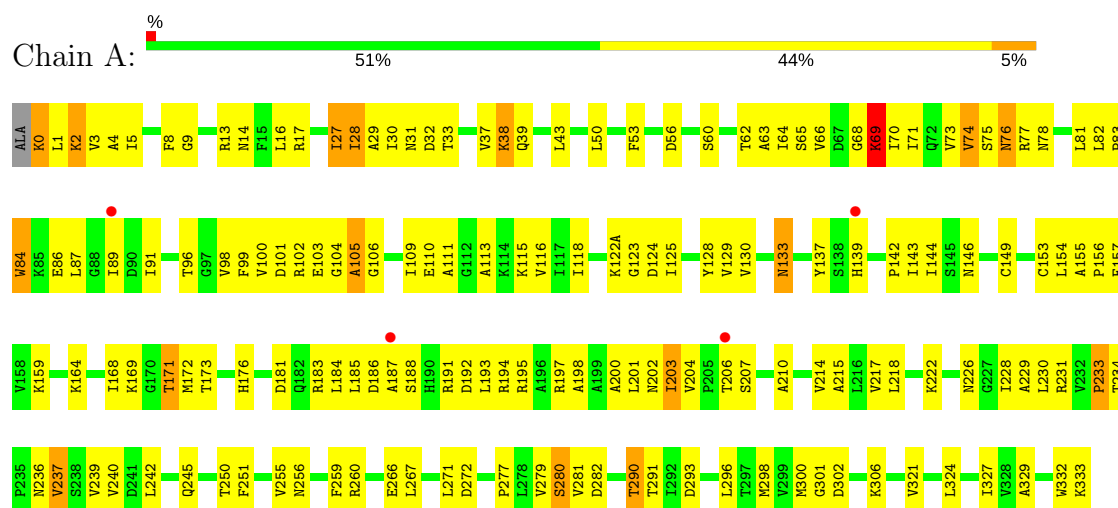 %
Chain A:
51% 44% 5%
ALA K0 L1 K2 V3 A4 I5 F8 G9 R13 N14 F15 L16 R17 I27 I28 A29 I30 N31 D32 T33 V37 K38 Q39 L43 L50 F53 D56 S60 T62 A63 I64 S65 V66 D67 G68 K69 I70 I71 Q72 V73 V74 S75 N76 R77 N78 L81 L82
W84 K85 E86 L87 G88 I89 D90 I91 T96 G97 V98 F99 V100 D101 R102 E103 G104 A105 G106 I109 E110 A111 G112 A113 K114 K115 V116 I117 I118 K122A G123 D124 I125 Y128 V129 V130 N133 Y137 S138 H139 P142 I143 I144 S145 N146 C149 C153 L154 A155 P156
V158 K159 K164 I168 K169 G170 T171 M172 T173 H176 D181 Q182 R183 L184 L185 D186 A187 S188 H190 R191 D192 L193 R194 R195 A196 R197 A198 A199 A200 L201 N202 I203 V204 P205 T206 S207 A210 V214 A215 L216 V217 L218 K222 N226 G227 T228 A229 L230 R231 V232 P233 T234
P235 N236 V237 S238 V239 V240 D241 L242 Q245 T250 F251 V255 N256 F259 R260 E266 L267 L271 D272 P277 L278 V279 S280 V281 D282 T290 T291 I292 D293 L296 T297 M298 V299 M300 G301 D302 K306 V321 L324 I327 V328 A329 W332 K333